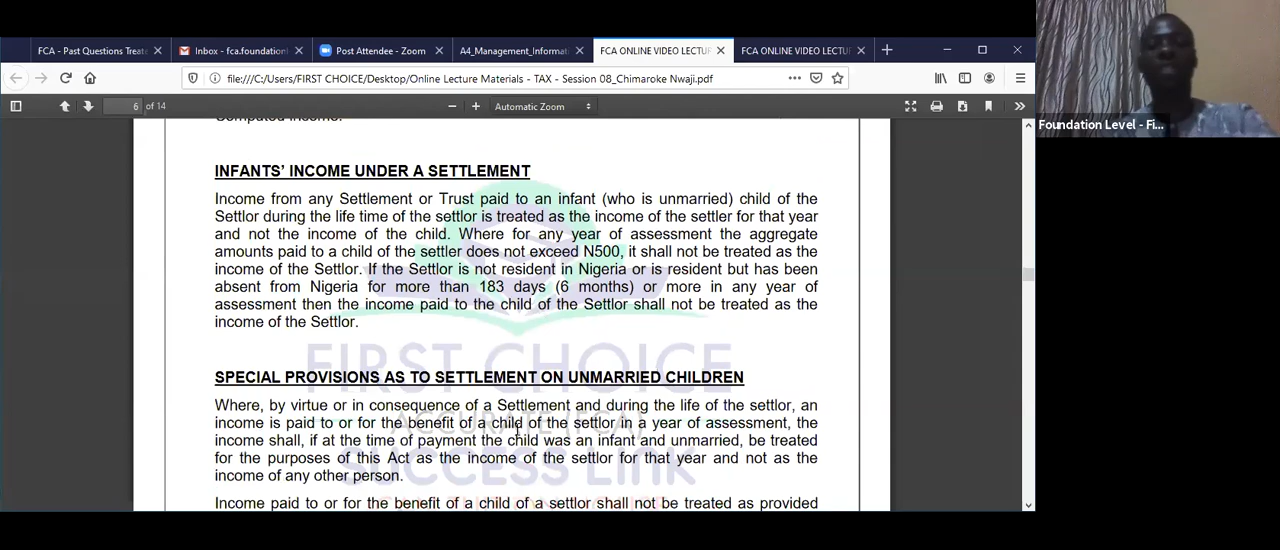 FCA - Past Questions Treate
Inbox - fca.foundation
Post Attendee - Zoom
A4_Management_Informati
FCA ONLINE VIDEO LECTUR
FCA ONLINE VIDEO LECTUR
file:///C:/Users/FIRST CHOICE/Desktop/Online Lecture Materials - TAX - Session 08_Chimaroke Nwaji.pdf
6 of 14
Automatic Zoom
Foundation Level - Fi...
Computed Income.
INFANTS' INCOME UNDER A SETTLEMENT
Income from any Settlement or Trust paid to an infant (who is unmarried) child of the
Settlor during the life time of the settlor is treated as the income of the settler for that year
and not the income of the child. Where for any year of assessment the aggregate
amounts paid to a child of the settler does not exceed N500, it shall not be treated as the
income of the Settlor. If the Settlor is not resident in Nigeria or is resident but has been
absent from Nigeria for more than 183 days (6 months) or more in any year of
assessment then the income paid to the child of the Settlor shall not be treated as the
income of the Settlor.
FIRST CHOICE
SPECIAL PROVISIONS AS TO SETTLEMENT ON UNMARRIED CHILDREN
Where, by virtue or in consequence of a Settlement and during the life of the settlor, an
income is paid to or for the benefit of a child of the settlor in a year of assessment, the
ACCURATE (FCA)
income shall, if at the time of payment the child was an infant and unmarried, be treated
for the purposes of this Act as the income of the settlor for that year and not as the
SUCCESS LINK
income of any other person.
Income paid to or for the benefit of a child of a settlor shall not be treated as provided